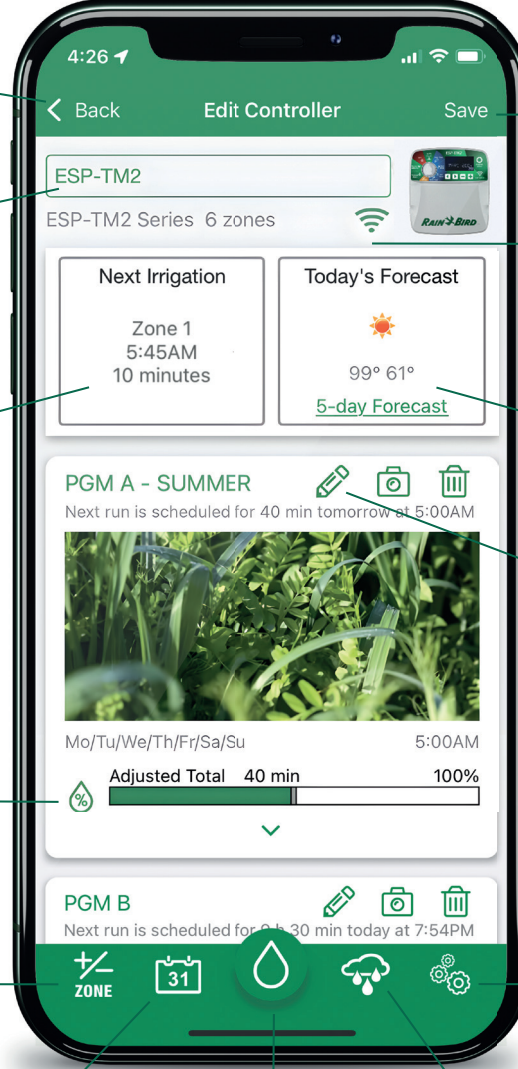 4:26
Back Edit Controller Save
ESP-TM2
ESP-TM2 Series 6 zones
RAIN BIRD
Next Irrigation
Zone 1
5:45AM
10 minutes
Today's Forecast
99° 61°
5-day Forecast
PGM A - SUMMER
Next run is scheduled for 40 min tomorrow at 5:00AM
Mo/Tu/We/Th/Fr/Sa/Su 5:00AM
Adjusted Total 40 min 100%
%
PGM B
Next run is scheduled for h 30 min today at 7:54PM
+/- ZONE
31